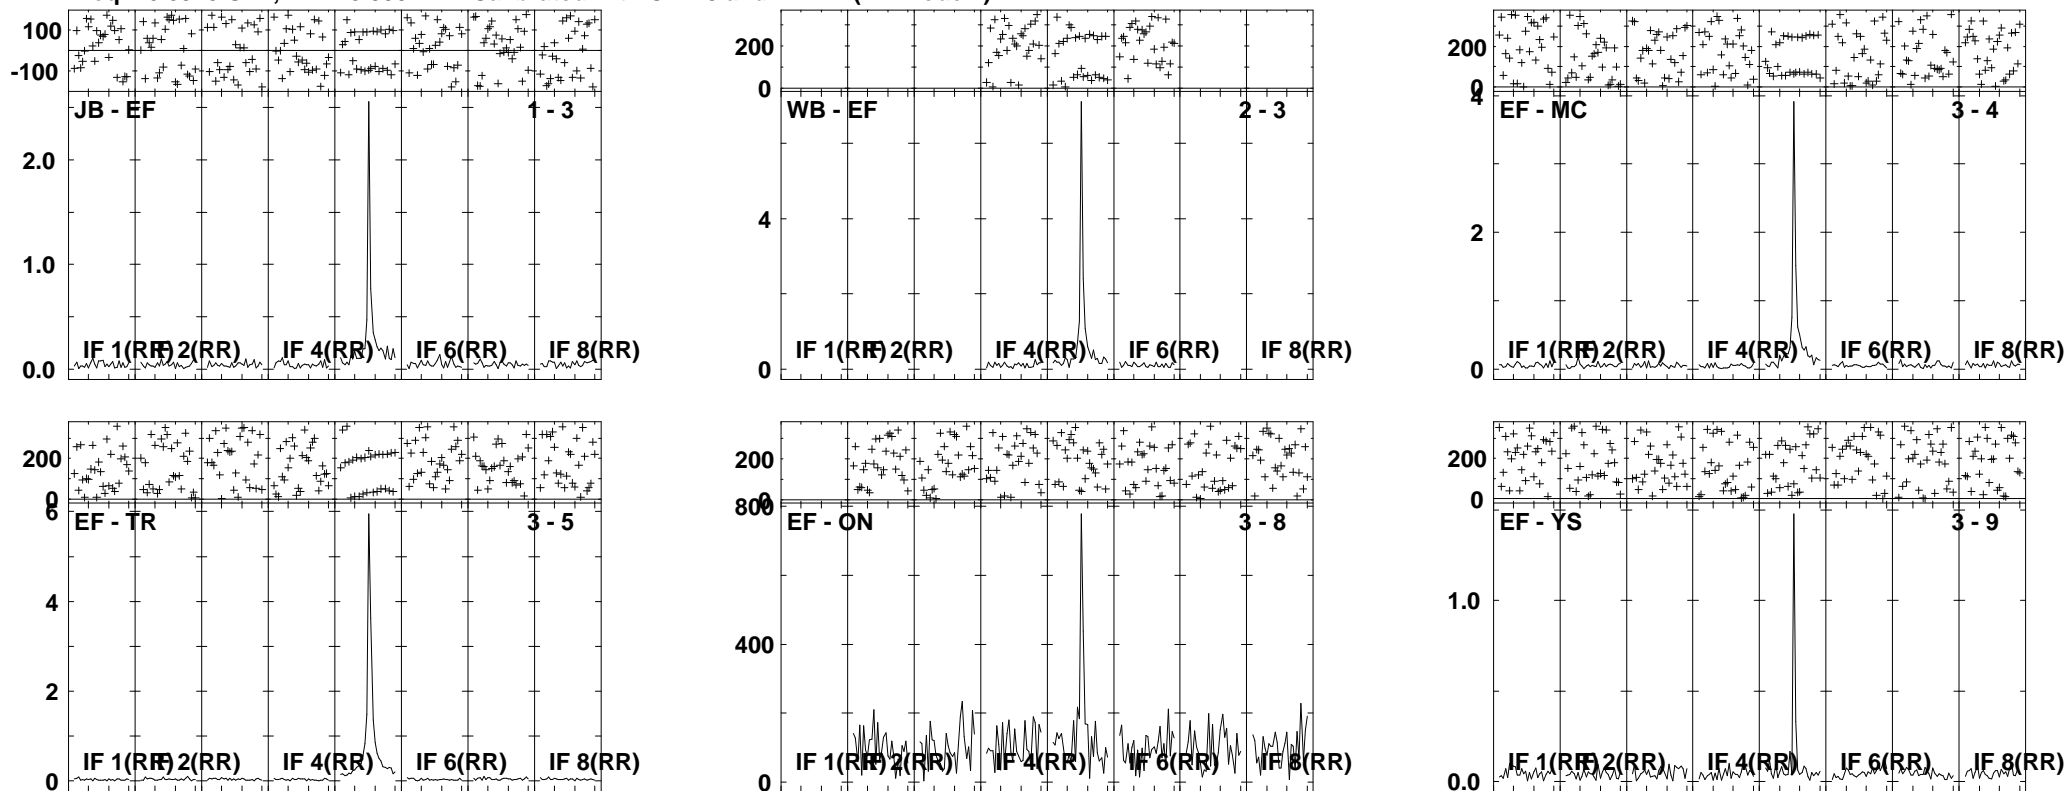 100
-100
JB - EF
1 - 3
2.0
1.0
0.0
IF 1(RR)
IF 2(RR)
IF 4(RR)
IF 6(RR)
IF 8(RR)
200
0
WB - EF
2 - 3
4
0
IF 1(RR)
IF 2(RR)
IF 4(RR)
IF 6(RR)
IF 8(RR)
200
0
4
EF - MC
3 - 4
2
0
IF 1(RR)
IF 2(RR)
IF 4(RR)
IF 6(RR)
IF 8(RR)
200
0
6
EF - TR
3 - 5
4
2
0
IF 1(RR)
IF 2(RR)
IF 4(RR)
IF 6(RR)
IF 8(RR)
200
0
800
EF - ON
3 - 8
400
0
IF 1(RR)
IF 2(RR)
IF 4(RR)
IF 6(RR)
IF 8(RR)
200
0
EF - YS
3 - 9
1.0
0.0
IF 1(RR)
IF 2(RR)
IF 4(RR)
IF 6(RR)
IF 8(RR)